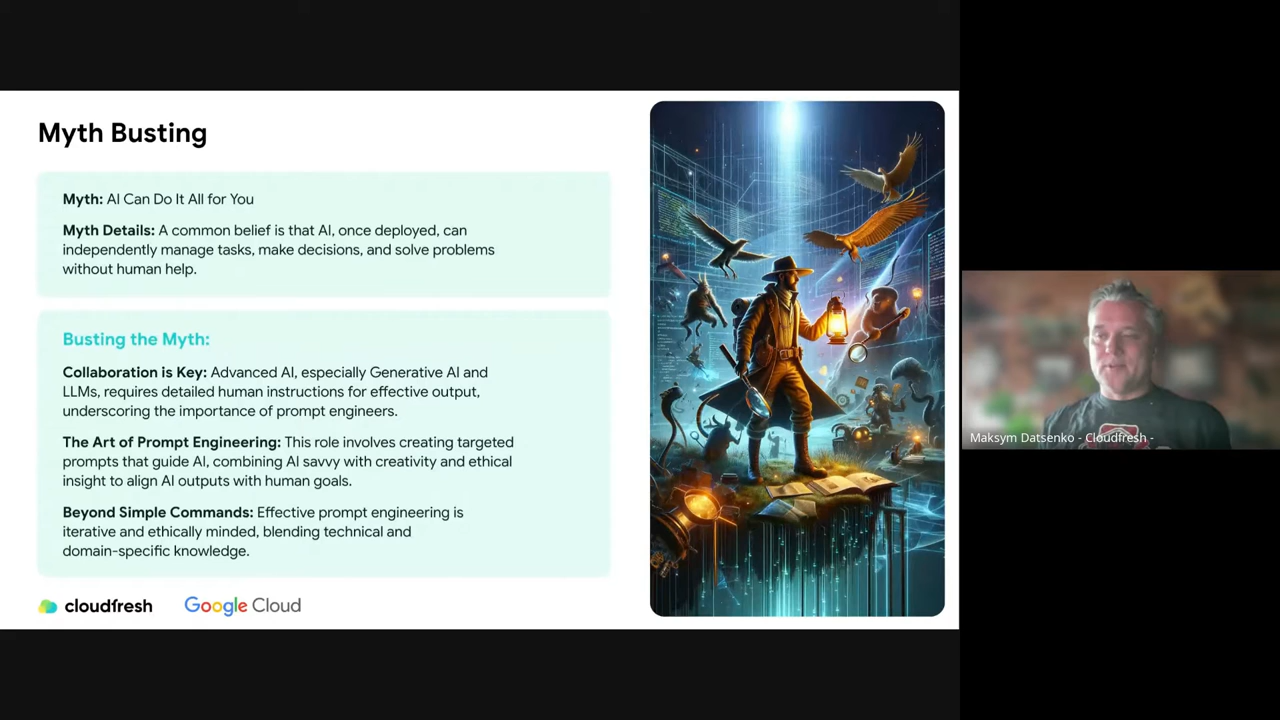 Myth Busting
Myth: AI Can Do It All for You
Myth Details: A common belief is that AI, once deployed, can
independently manage tasks, make decisions, and solve problems
without human help.
Busting the Myth:
Collaboration is Key: Advanced AI, especially Generative AI and
LLMs, requires detailed human instructions for effective output,
underscoring the importance of prompt engineers.
The Art of Prompt Engineering: This role involves creating targeted
prompts that guide AI, combining AI savvy with creativity and ethical
insight to align AI outputs with human goals.
Beyond Simple Commands: Effective prompt engineering is
iterative and ethically minded, blending technical and
domain-specific knowledge.
cloudfresh
Google Cloud
Maksym Datsenko - Cloudfresh -